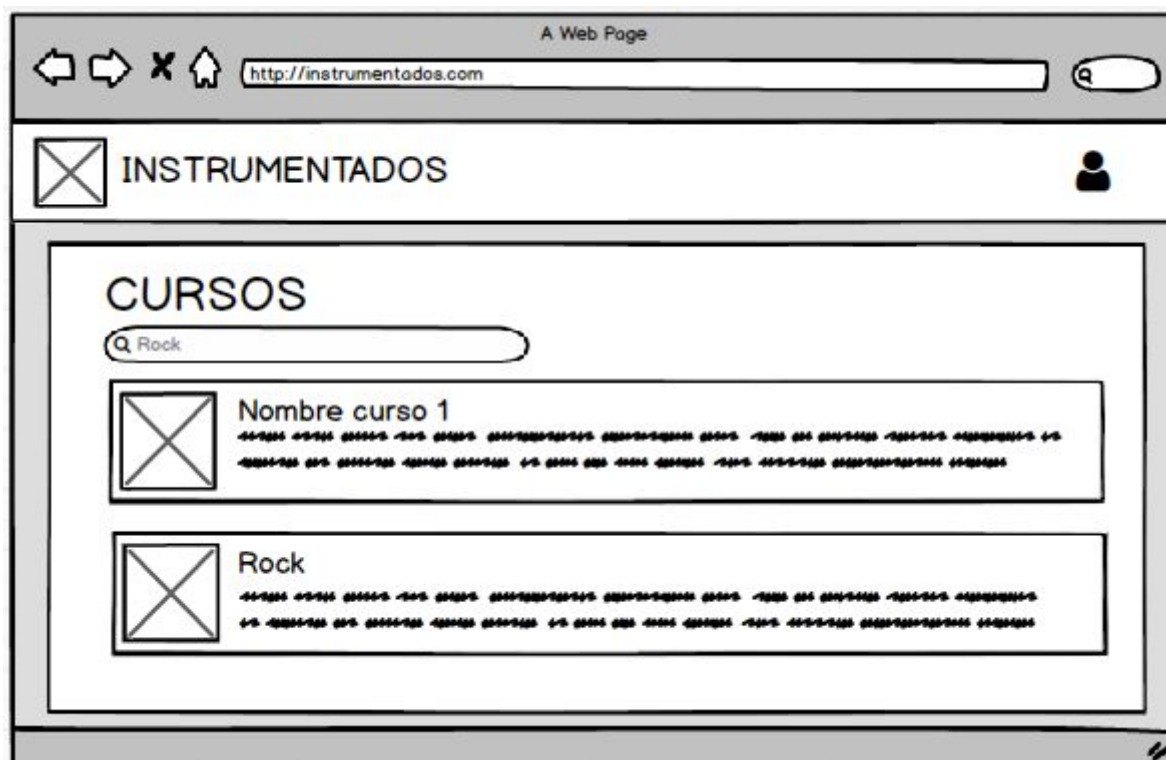 A Web Page
http://instrumentados.com
INSTRUMENTADOS
CURSOS
Rock
Nombre curso 1
Rock